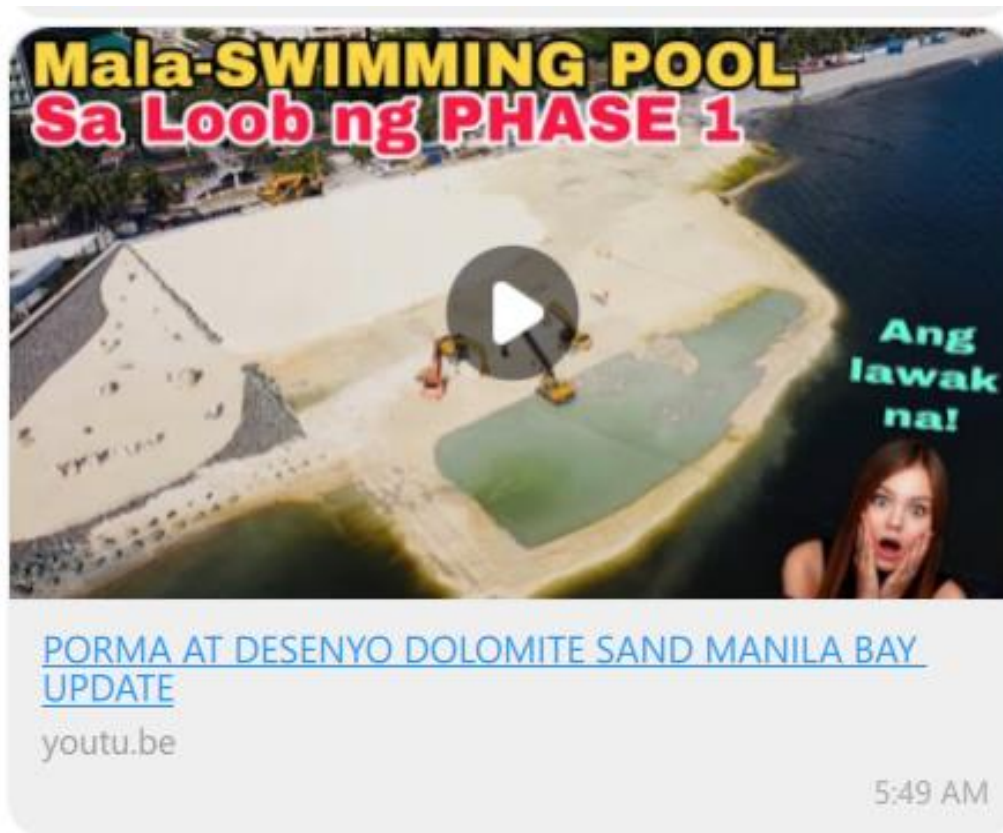 Mala-SWIMMING POOL
Sa Loob ng PHASE 1
Ang
lawak
na!
PORMA AT DESENYO DOLOMITE SAND MANILA BAY
UPDATE
youtu.be
5:49 AM